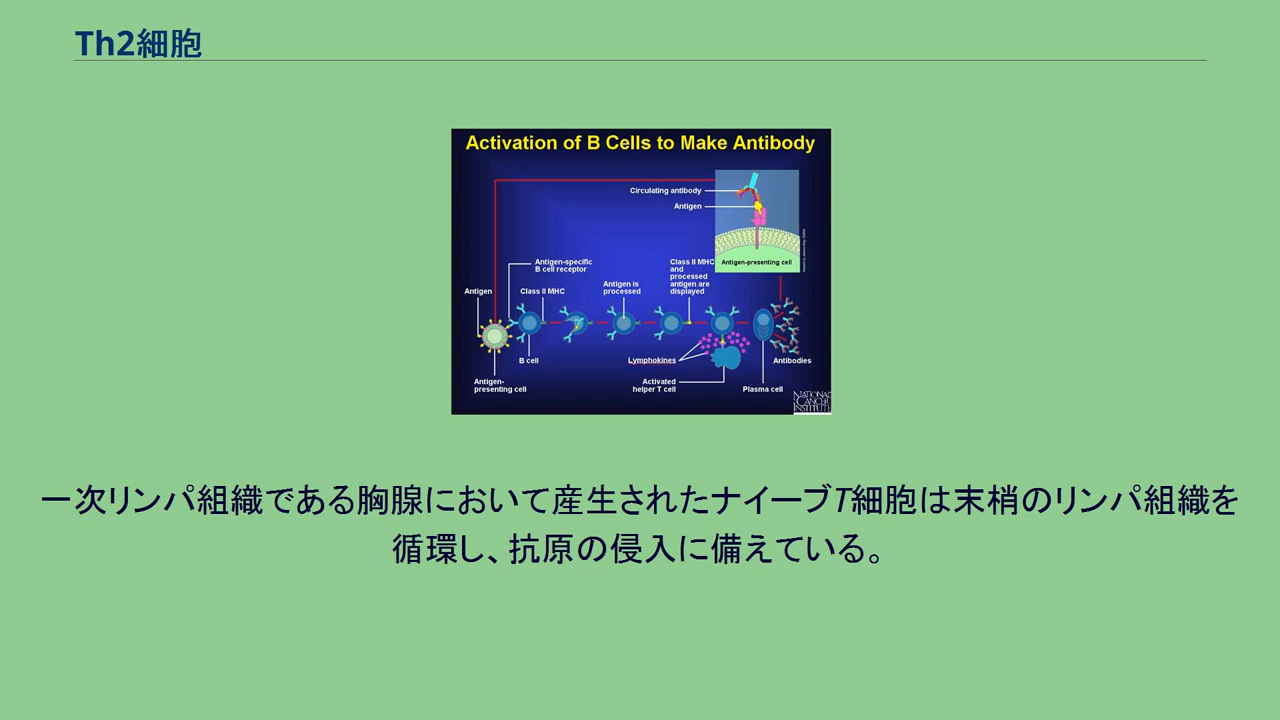 Th2細胞
Activation of B Cells to Make Antibody
Circulating antibody
Antigen
Antigen-presenting cell
Antigen-specific
B cell receptor
Class II MHC
and
processed
antigen are
displayed
Antigen is
processed
Antigen
Class II MHC
B cell
Lymphokines
Antibodies
Antigen-
presenting cell
Activated
helper T cell
Plasma cell
NATIONAL
CANCER
INSTITUTE
一次リンパ組織である胸腺において産生されたナイーブT細胞は末梢のリンパ組織を
循環し、抗原の侵入に備えている。